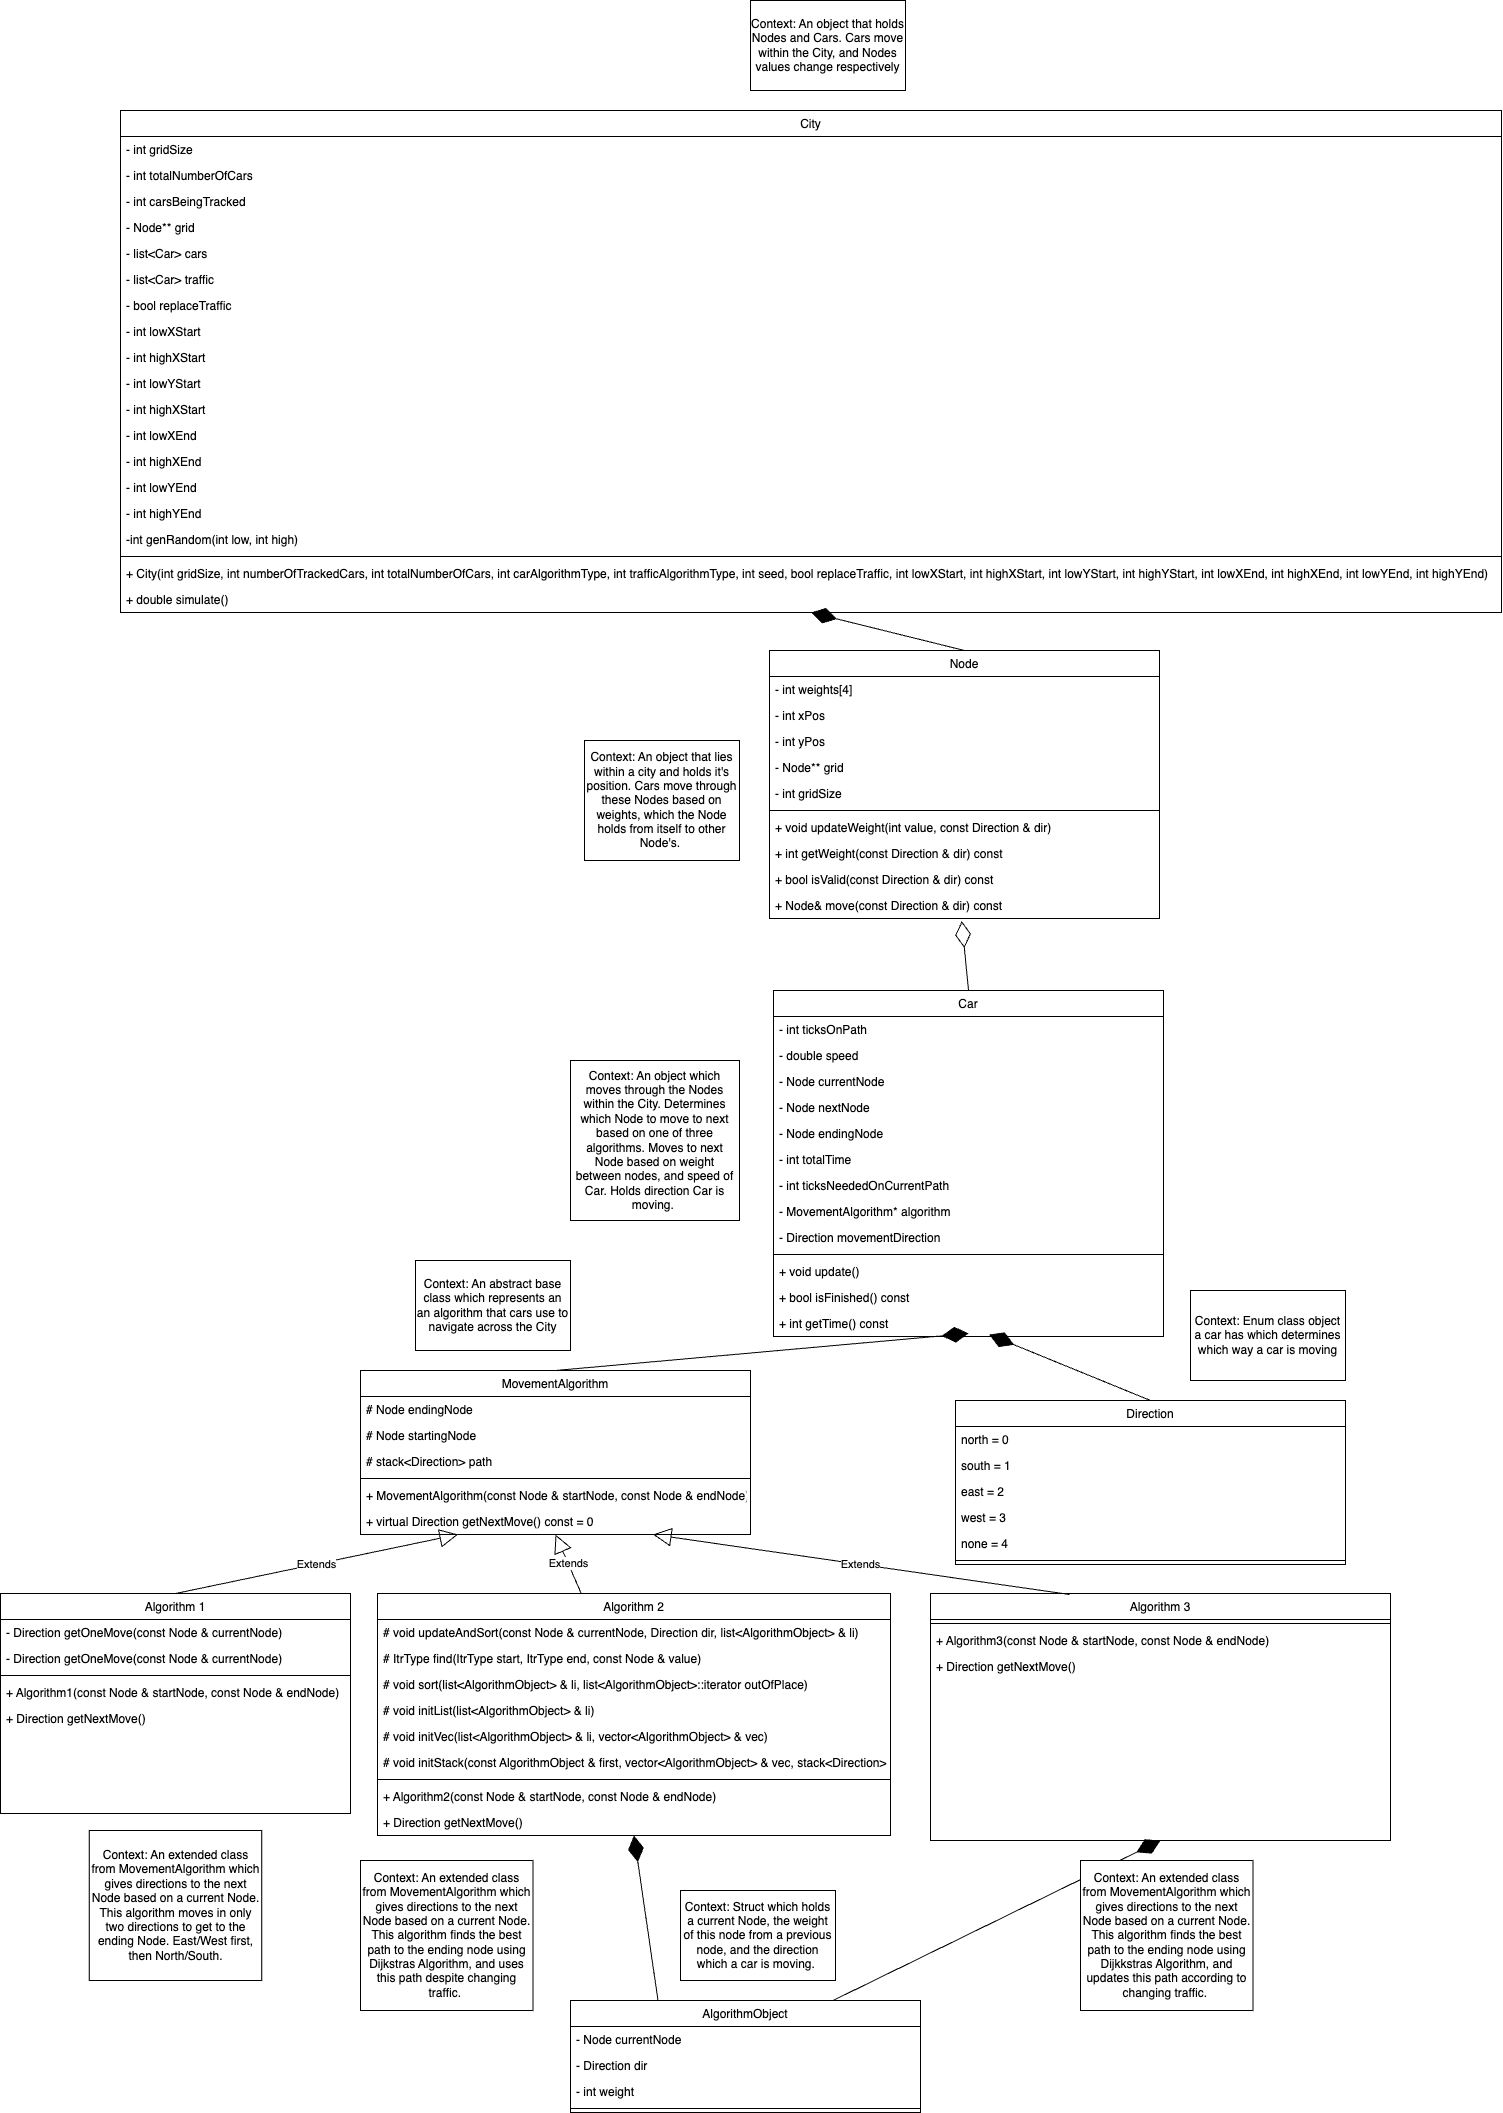 Context: An object that holds
Nodes and Cars. Cars move
within the City, and Nodes
values change respectively
City
- int gridSize
- int totalNumberOfCars
- int carsBeingTracked
- Node** grid
- list<Car> cars
- list<Car> traffic
- bool replaceTraffic
- int lowXStart
- int highXStart
- int lowYStart
- int highXStart
- int lowXEnd
- int highXEnd
- int lowYEnd
- int highYEnd
-int genRandom(int low, int high)
+ City(int gridSize, int numberOfTrackedCars, int totalNumberOfCars, int carAlgorithmType, int trafficAlgorithmType, int seed, bool replaceTraffic, int lowXStart, int highXStart, int lowYStart, int highYStart, int lowXEnd, int highXEnd, int lowYEnd, int highYEnd)
+ double simulate()
Node
- int weights[4]
- int xPos
- int yPos
- Node** grid
- int gridSize
+ void updateWeight(int value, const Direction & dir)
+ int getWeight(const Direction & dir) const
+ bool isValid(const Direction & dir) const
+ Node& move(const Direction & dir) const
Context: An object that lies
within a city and holds it's
position. Cars move through
these Nodes based on
weights, which the Node
holds from itself to other
Node's.
Car
- int ticksOnPath
- double speed
- Node currentNode
- Node nextNode
- Node endingNode
- int totalTime
- int ticksNeededOnCurrentPath
- MovementAlgorithm* algorithm
- Direction movementDirection
+ void update()
+ bool isFinished() const
+ int getTime() const
Context: An object which
moves through the Nodes
within the City. Determines
which Node to move to next
based on one of three
algorithms. Moves to next
Node based on weight
between nodes, and speed of
Car. Holds direction Car is
moving.
Context: An abstract base
class which represents an
an algorithm that cars use to
navigate across the City
Context: Enum class object
a car has which determines
which way a car is moving
MovementAlgorithm
# Node endingNode
# Node startingNode
# stack<Direction> path
+ MovementAlgorithm(const Node & startNode, const Node & endNode)
+ virtual Direction getNextMove() const = 0
Direction
north = 0
south = 1
east = 2
west = 3
none = 4
Extends
Extends
Extends
Algorithm 1
- Direction getOneMove(const Node & currentNode)
- Direction getOneMove(const Node & currentNode)
+ Algorithm1(const Node & startNode, const Node & endNode)
+ Direction getNextMove()
Algorithm 2
# void updateAndSort(const Node & currentNode, Direction dir, list<AlgorithmObject> & li)
# ItrType find(ItrType start, ItrType end, const Node & value)
# void sort(list<AlgorithmObject> & li, list<AlgorithmObject>::iterator outOfPlace)
# void initList(list<AlgorithmObject> & li)
# void initVec(list<AlgorithmObject> & li, vector<AlgorithmObject> & vec)
# void initStack(const AlgorithmObject & first, vector<AlgorithmObject> & vec, stack<Direction>
+ Algorithm2(const Node & startNode, const Node & endNode)
+ Direction getNextMove()
Algorithm 3
+ Algorithm3(const Node & startNode, const Node & endNode)
+ Direction getNextMove()
Context: An extended class
from MovementAlgorithm which
gives directions to the next
Node based on a current Node.
This algorithm moves in only
two directions to get to the
ending Node. East/West first,
then North/South.
Context: An extended class
from MovementAlgorithm which
gives directions to the next
Node based on a current Node.
This algorithm finds the best
path to the ending node using
Dijkstras Algorithm, and uses
this path despite changing
traffic.
Context: Struct which holds
a current Node, the weight
of this node from a previous
node, and the direction
which a car is moving.
Context: An extended class
from MovementAlgorithm which
gives directions to the next
Node based on a current Node.
This algorithm finds the best
path to the ending node using
Dijkkstras Algorithm, and
updates this path according to
changing traffic.
AlgorithmObject
- Node currentNode
- Direction dir
- int weight